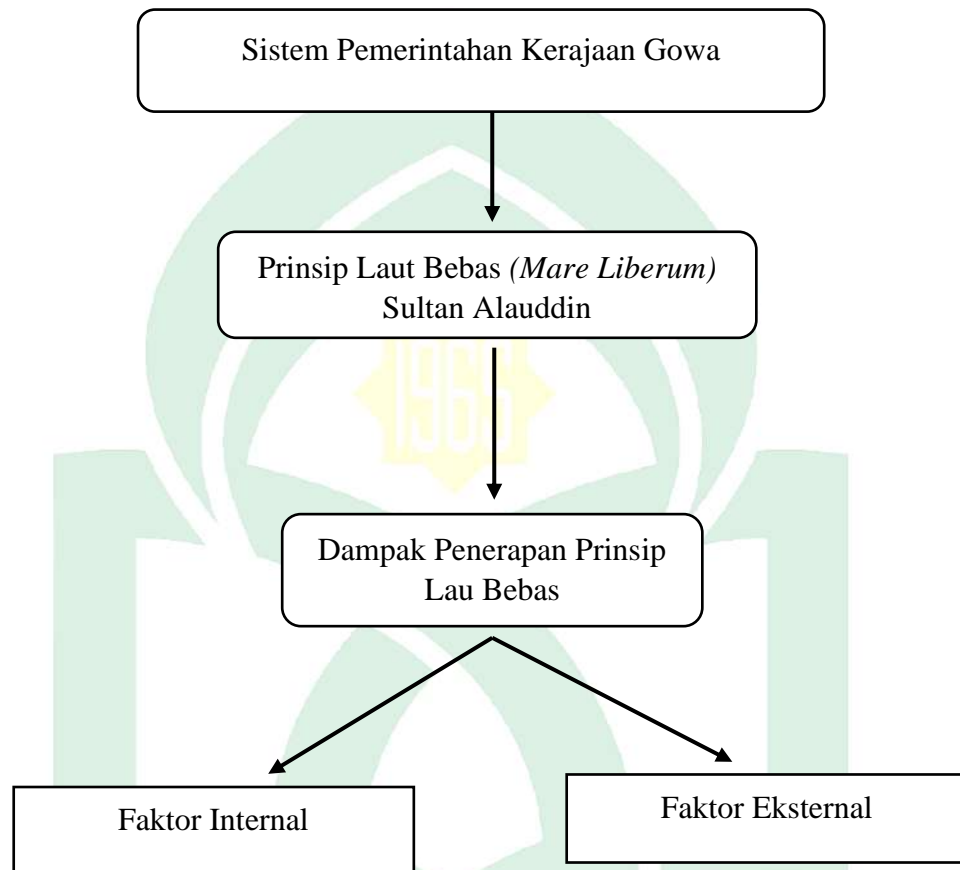 Sistem Pemerintahan Kerajaan Gowa
Prinsip Laut Bebas (Mare Liberum)
Sultan Alauddin
1965
Dampak Penerapan Prinsip
Lau Bebas
Faktor Internal
Faktor Eksternal